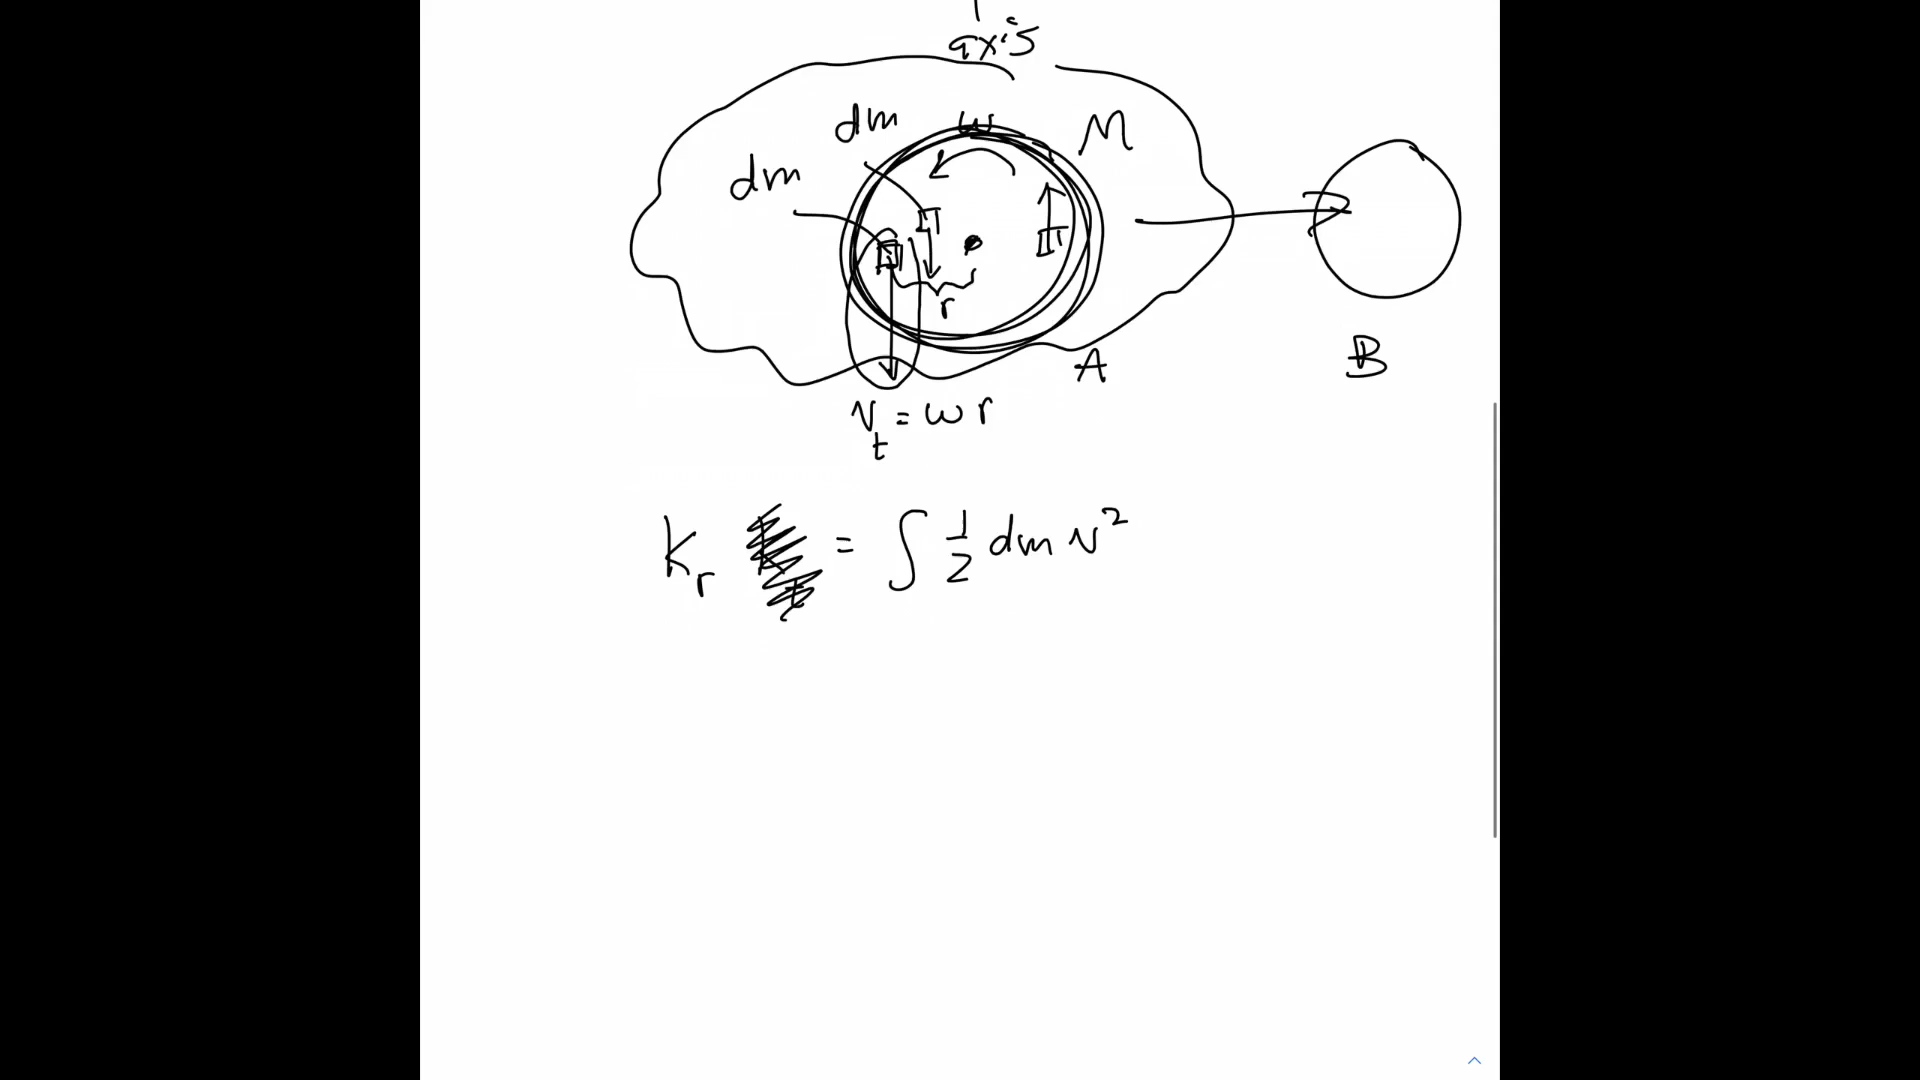 axis
dm ω M
dm
r
A B
v_t = ωr
K_r = ∫ 1/2 dm v²